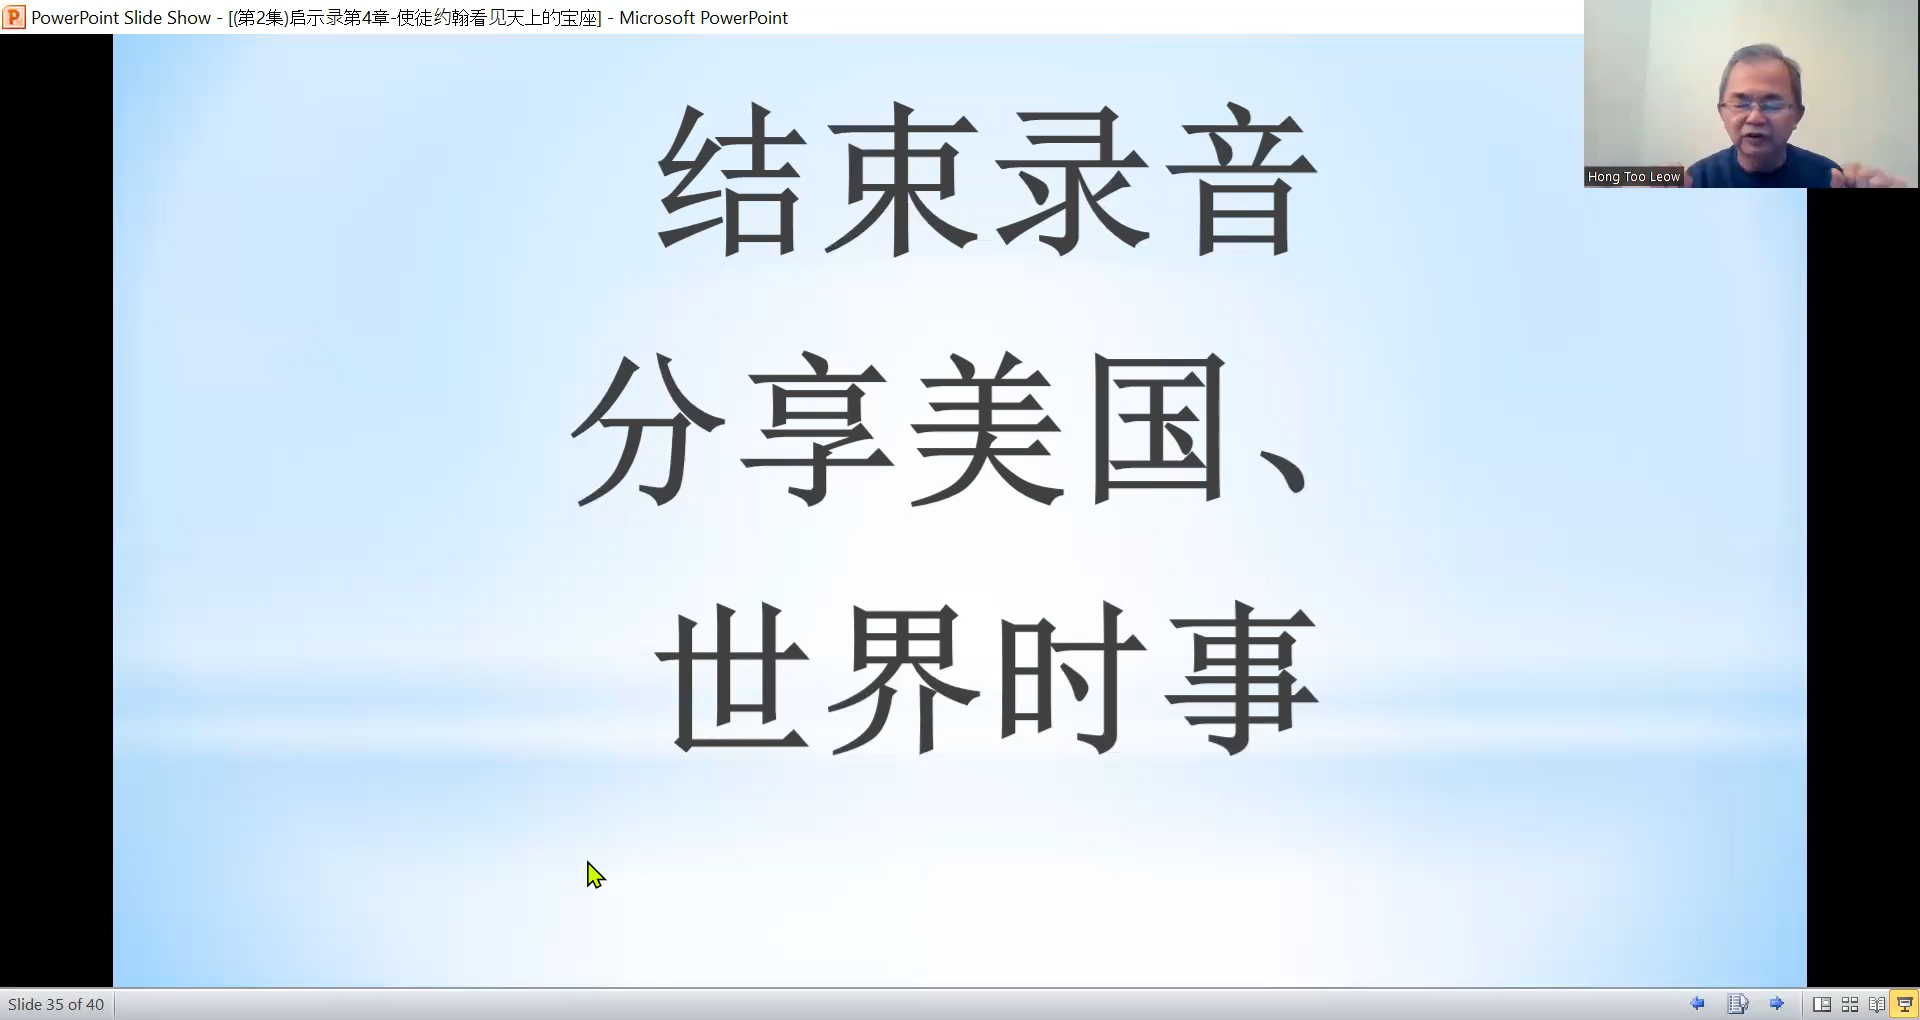 PowerPoint Slide Show - [(第2集)启示录第4章-使徒约翰看见天上的宝座] - Microsoft PowerPoint
Hong Too Leow
结束录音
分享美国、
世界时事
Slide 35 of 40